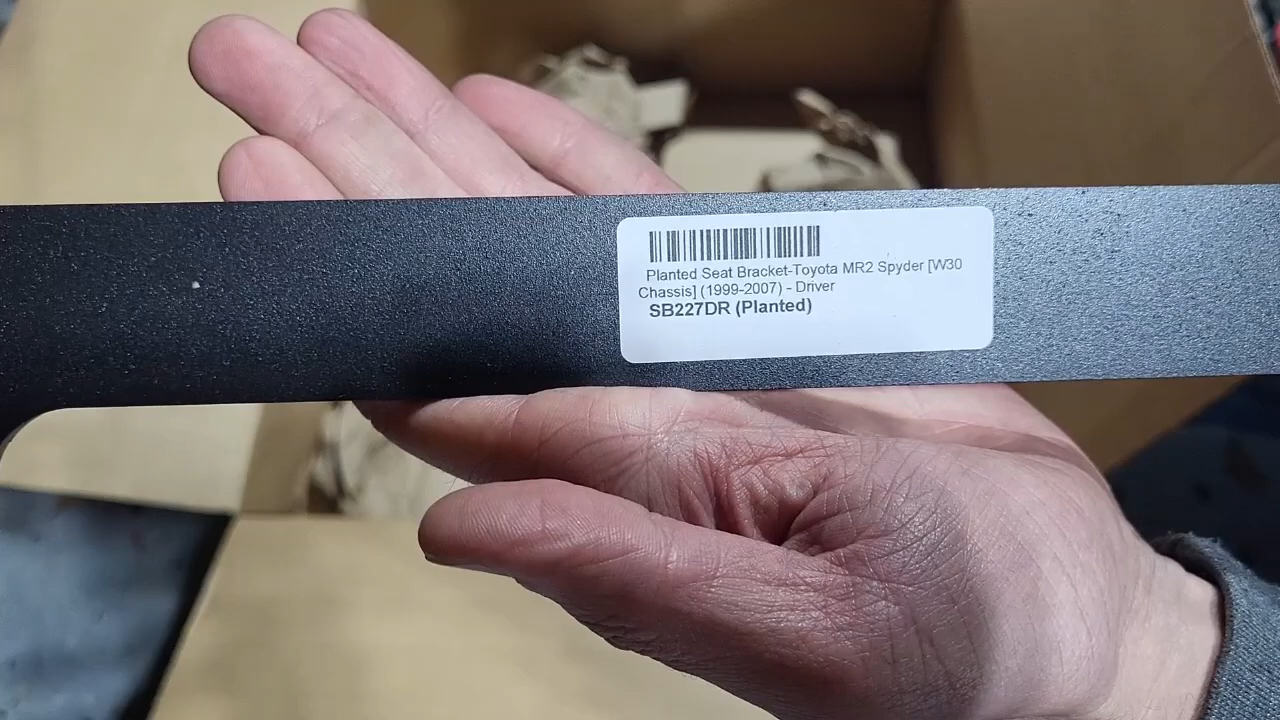 Planted Seat Bracket-Toyota MR2 Spyder [W30
Chassis] (1999-2007) - Driver
SB227DR (Planted)